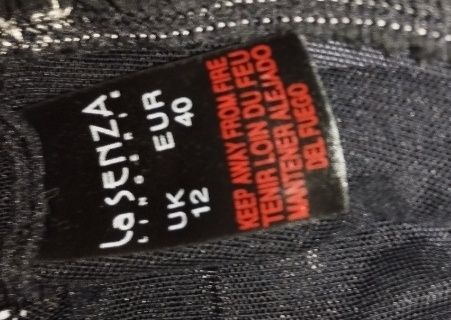 La SENZA
LINGERIE
UK EUR
12 40
KEEP AWAY FROM FIRE
TENIR LOIN DU FEU
MANTENER ALEJADO
DEL FUEGO